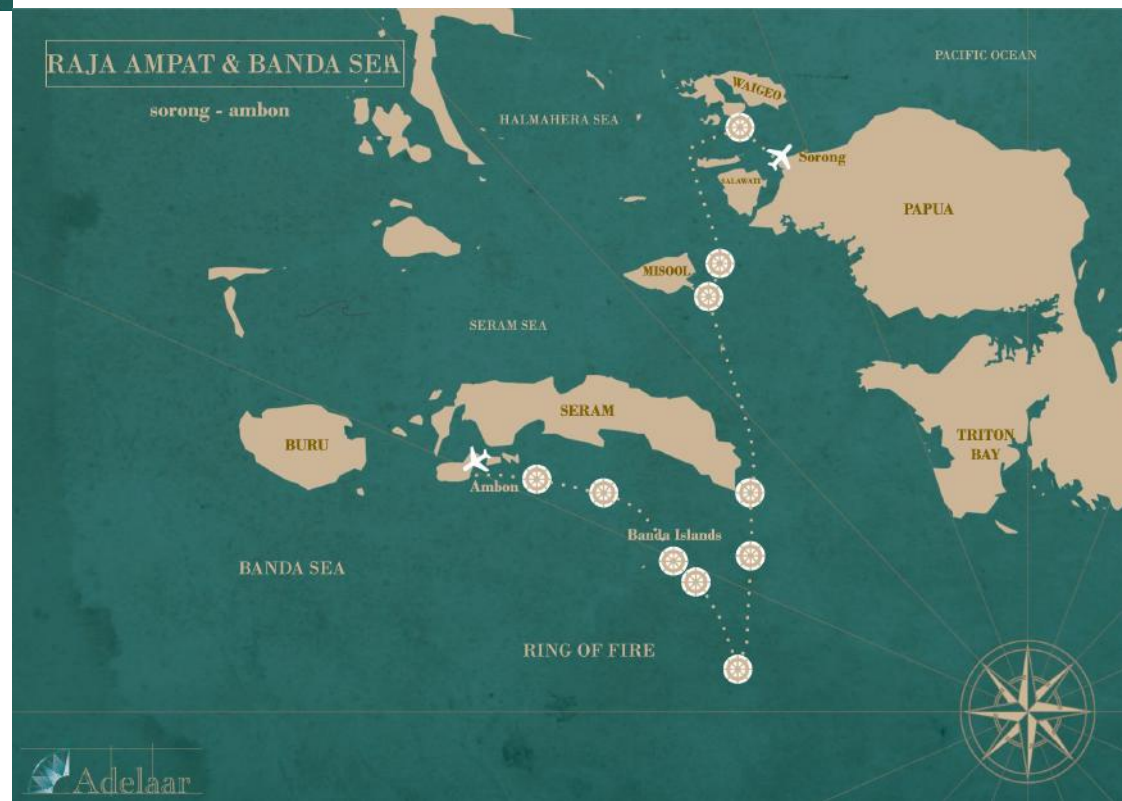 RAJA AMPAT & BANDA SEA
sorong - ambon
PACIFIC OCEAN
WAIGEO
HALMAHERA SEA
Sorong
SALAWATI
PAPUA
MISOOL
SERAM SEA
SERAM
BURU
TRITON
BAY
Ambon
Banda Islands
BANDA SEA
RING OF FIRE
Adelaar